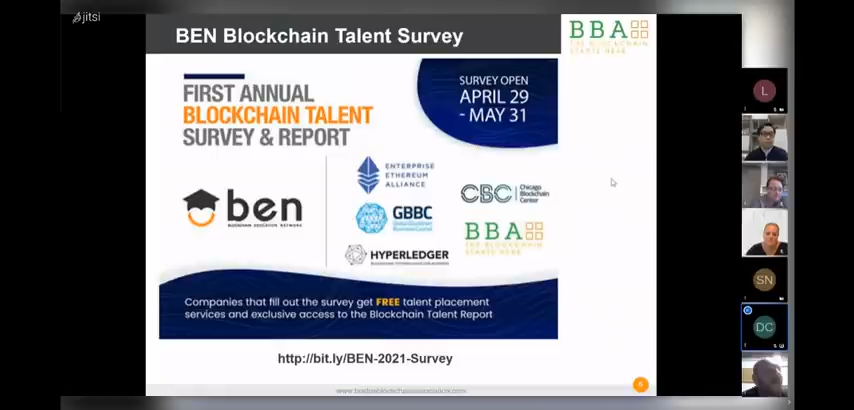 jitsi
BEN Blockchain Talent Survey
BBA
THE BLOCKCHAIN
STARTS HERE
FIRST ANNUAL
BLOCKCHAIN TALENT
SURVEY & REPORT
SURVEY OPEN
APRIL 29
- MAY 31
ben
BLOCKCHAIN EDUCATION NETWORK
ENTERPRISE
ETHEREUM
ALLIANCE
GBBC
HYPERLEDGER
CBC
Chicago
Blockchain
Center
BBA
THE BLOCKCHAIN
STARTS HERE
Companies that fill out the survey get FREE talent placement
services and exclusive access to the Blockchain Talent Report
http://bit.ly/BEN-2021-Survey
6
L
SN
DC